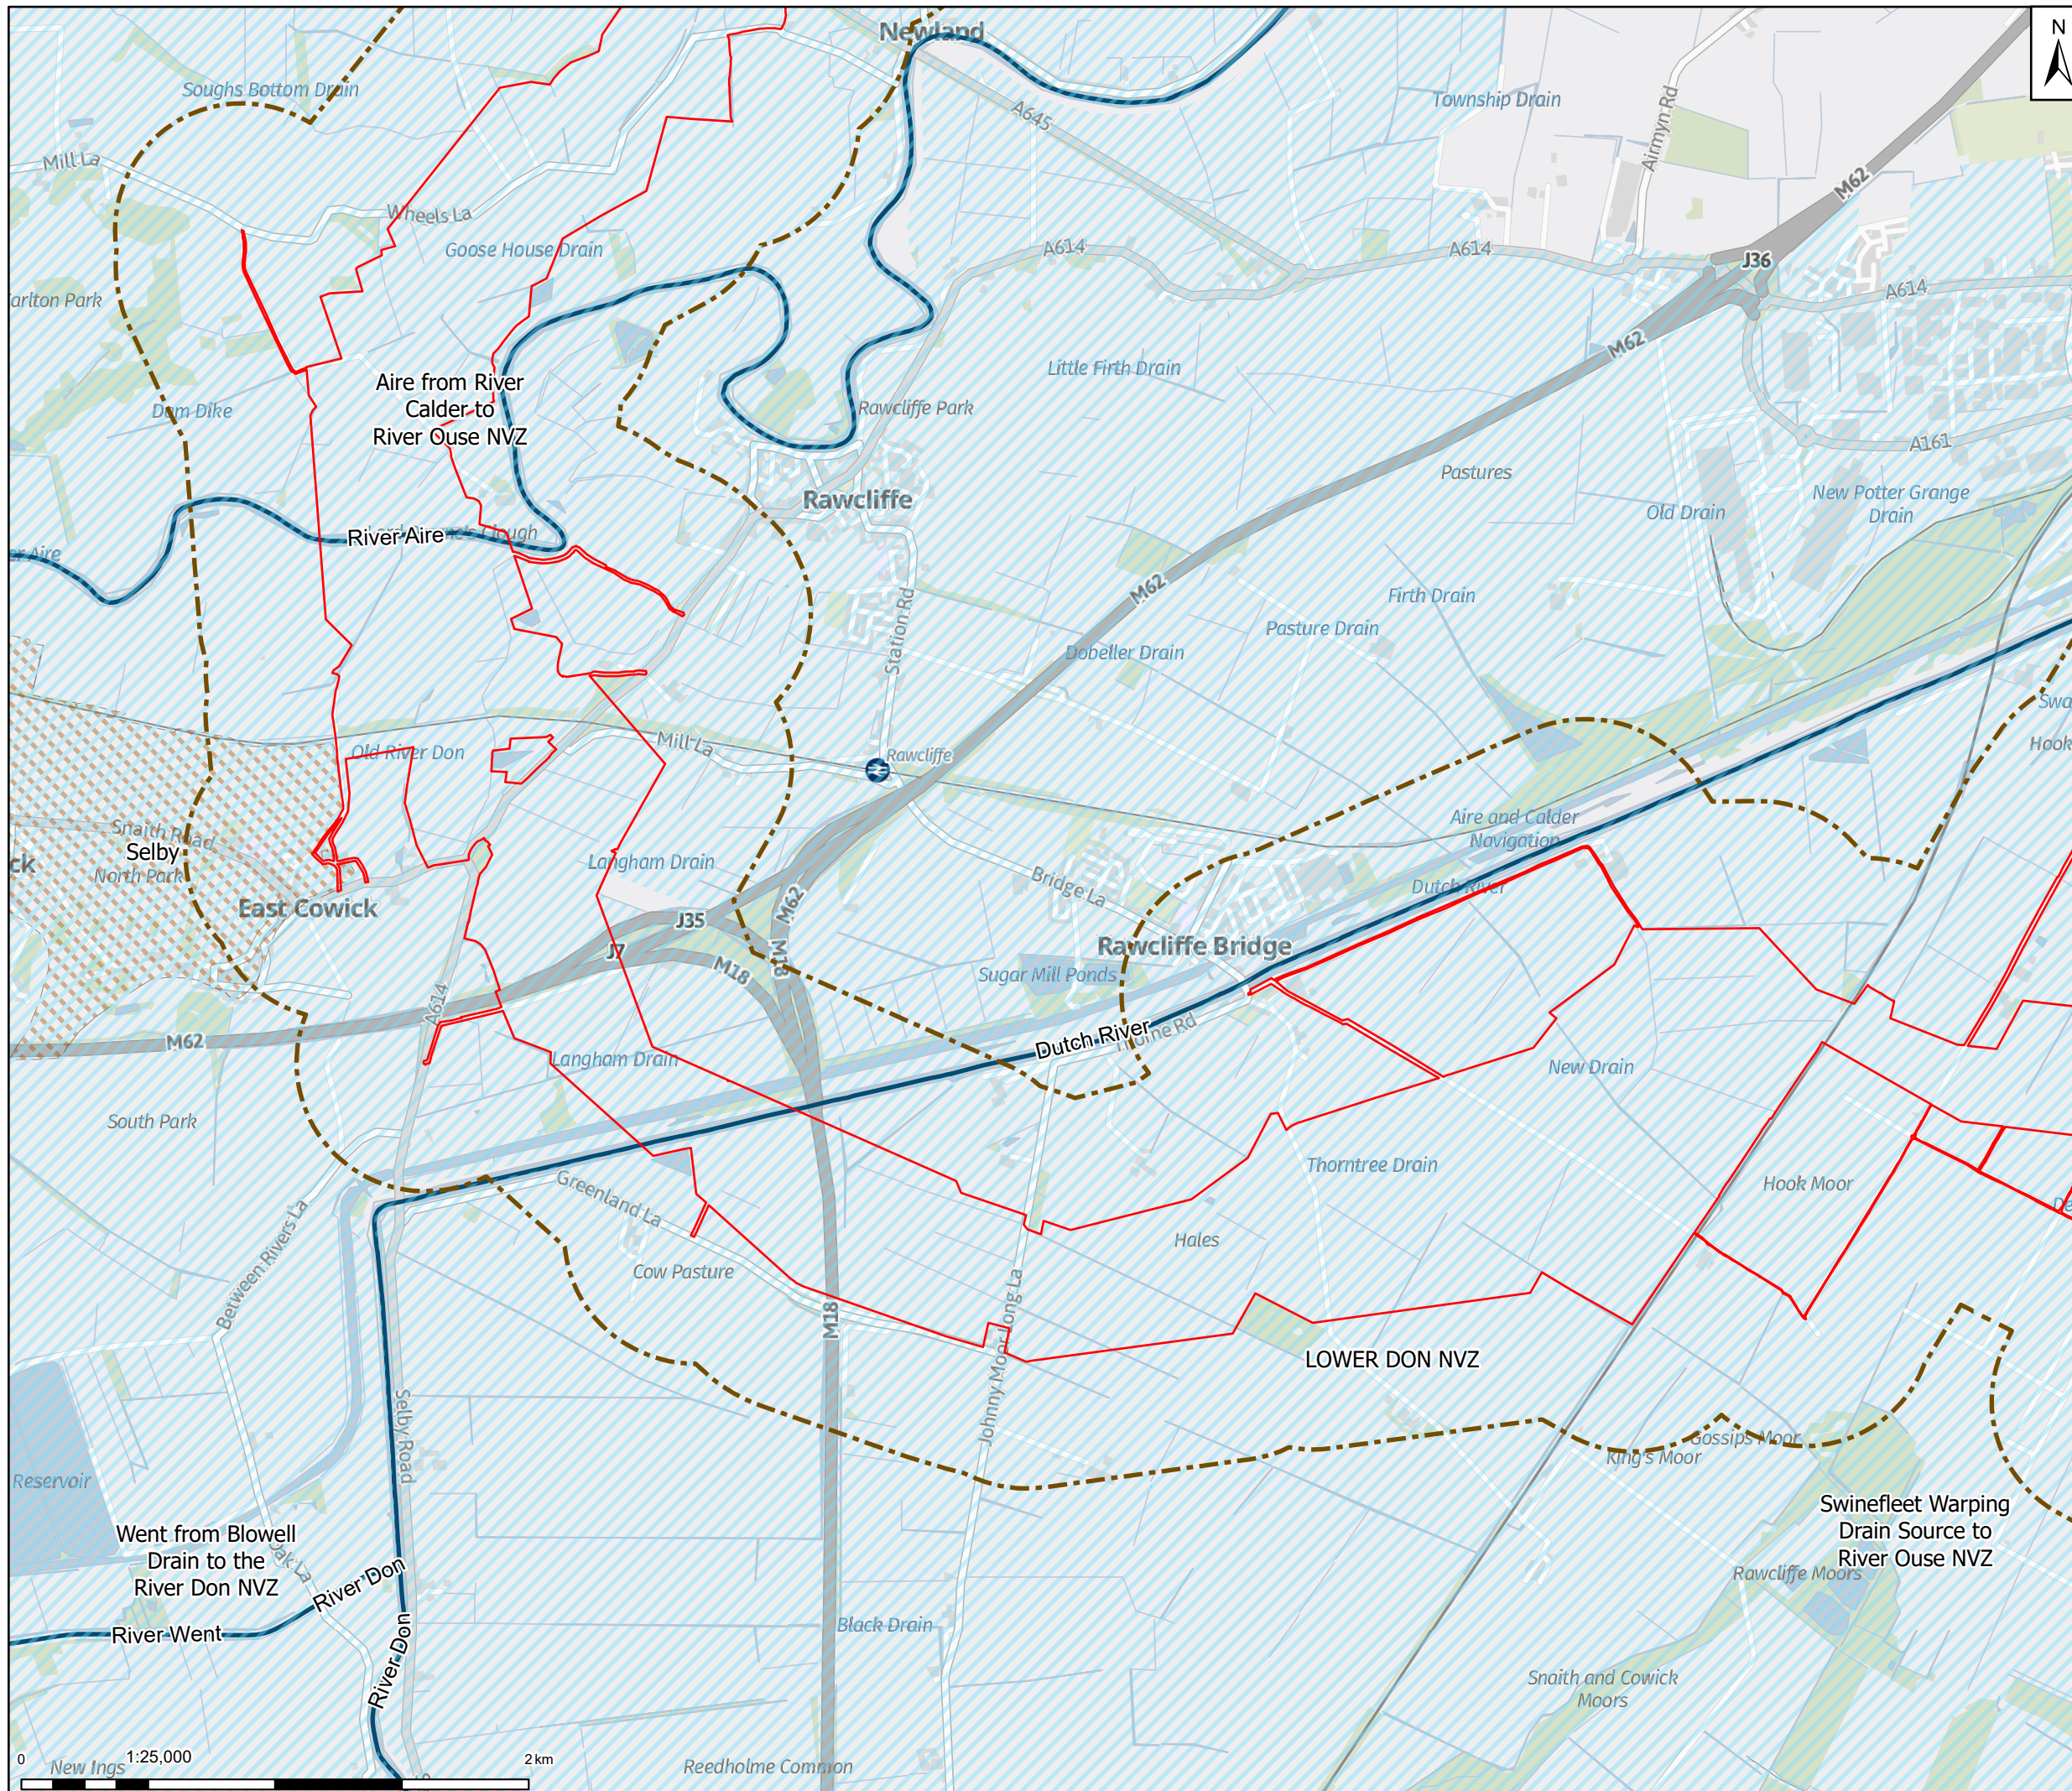 Newland
N
Soughs Bottom Drain
Township Drain
A645
Airmyn Rd
Mill La
M62
Wheels La
Goose House Drain
A614
A614
J36
A614
arlton Park
M62
Little Firth Drain
Aire from River
Calder to
River Ouse NVZ
Dam Dike
Rawcliffe Park
A161
Pastures
Rawcliffe
New Potter Grange
Drain
Old Drain
River Aire
er Aire
M62
Firth Drain
Station Rd
Pasture Drain
Dobeller Drain
Swa
Hook
Old River Don
Mill La
Rawcliffe
Snaith Road
Selby
North Park
ck
Aire and Calder
Navigation
Langham Drain
Bridge La
Dutch River
East Cowick
M62
J35
J7
M18
M18
Rawcliffe Bridge
Sugar Mill Ponds
A614
M62
Dutch River
Langham Drain
New Drain
South Park
Thorntree Drain
Hook Moor
Greenland La
Between Rivers La
Hales
Cow Pasture
M18
Johnny Moor Long La
LOWER DON NVZ
Selby Road
Gossips Moor
King's Moor
Reservoir
Swinefleet Warping
Drain Source to
River Ouse NVZ
Went from Blowell
Drain to the
River Don NVZ
Rawcliffe Moors
River Don
River Went
River Don
Black Drain
Snaith and Cowick
Moors
0
1:25,000
2 km
New Ings
Reedholme Common